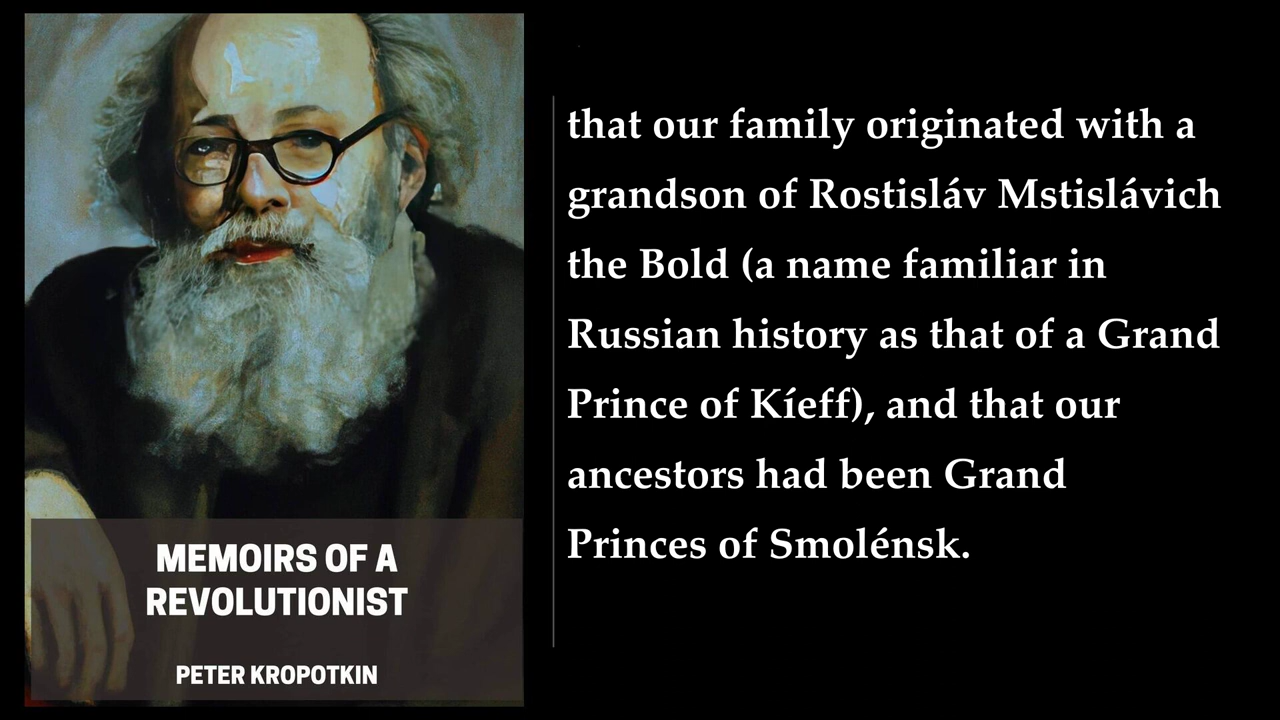 MEMOIRS OF A
REVOLUTIONIST
PETER KROPOTKIN
that our family originated with a
grandson of Rostisláv Mstislávich
the Bold (a name familiar in
Russian history as that of a Grand
Prince of Kíeff), and that our
ancestors had been Grand
Princes of Smolénsk.